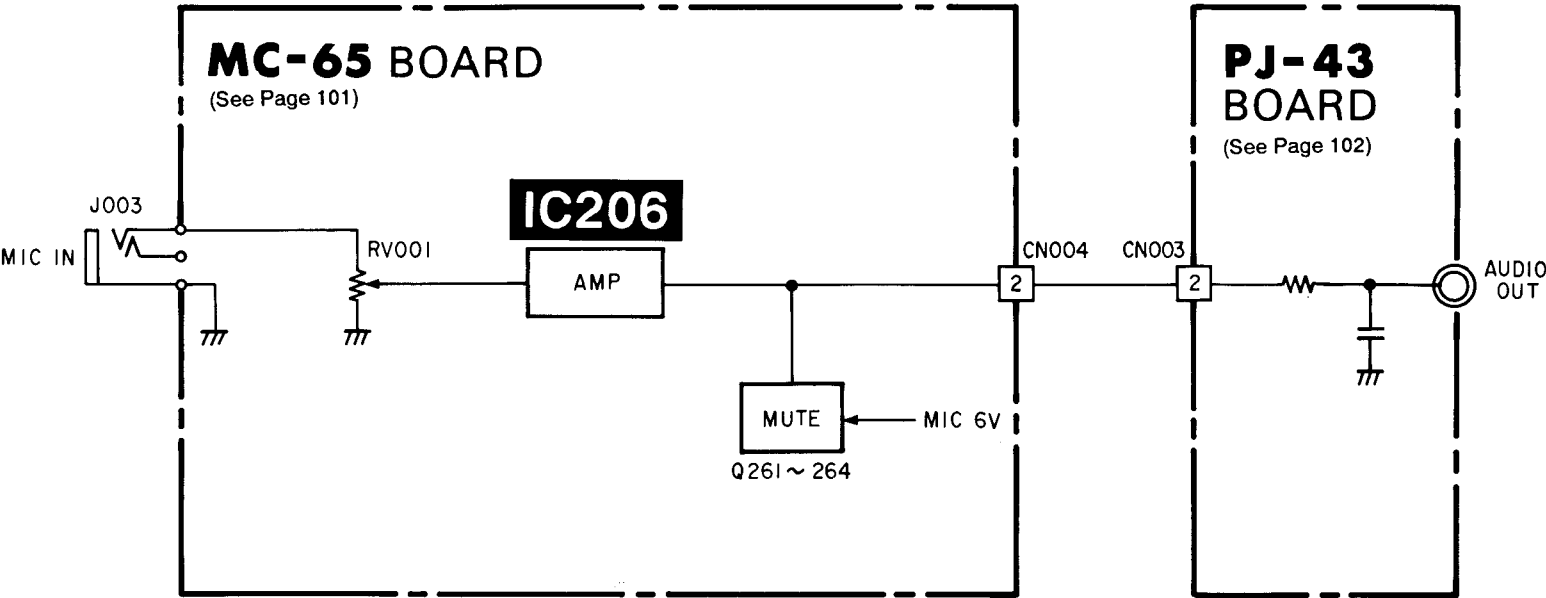 MC-65 BOARD
(See Page 101)
PJ-43
BOARD
(See Page 102)
J003
MIC IN
RV001
IC206
AMP
CN004
2
CN003
2
AUDIO
OUT
MUTE
MIC 6V
Q261~264